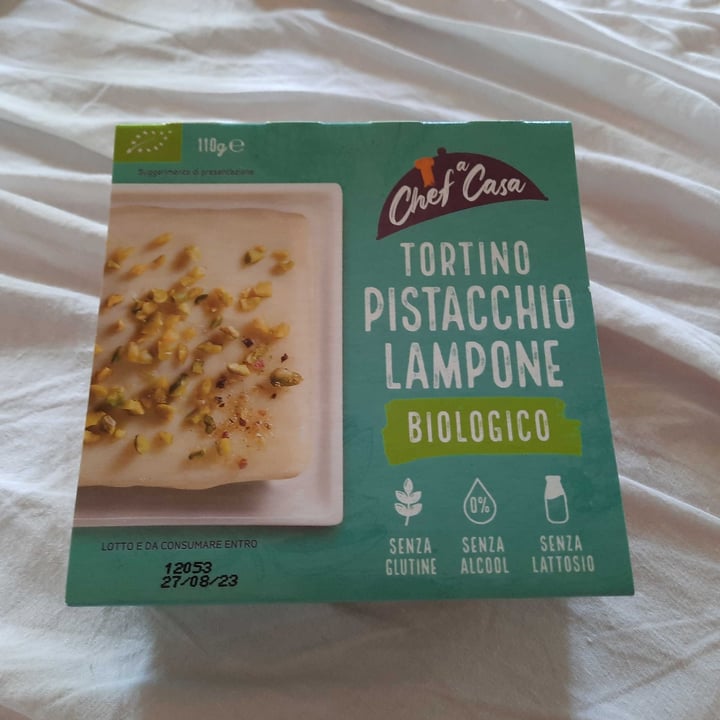 110g e
Suggerimento di presentazione
Chef a Casa
TORTINO
PISTACCHIO
LAMPONE
BIOLOGICO
0%
SENZA GLUTINE
SENZA ALCOOL
SENZA LATTOSIO
LOTTO E DA CONSUMARE ENTRO
12053
27/08/23